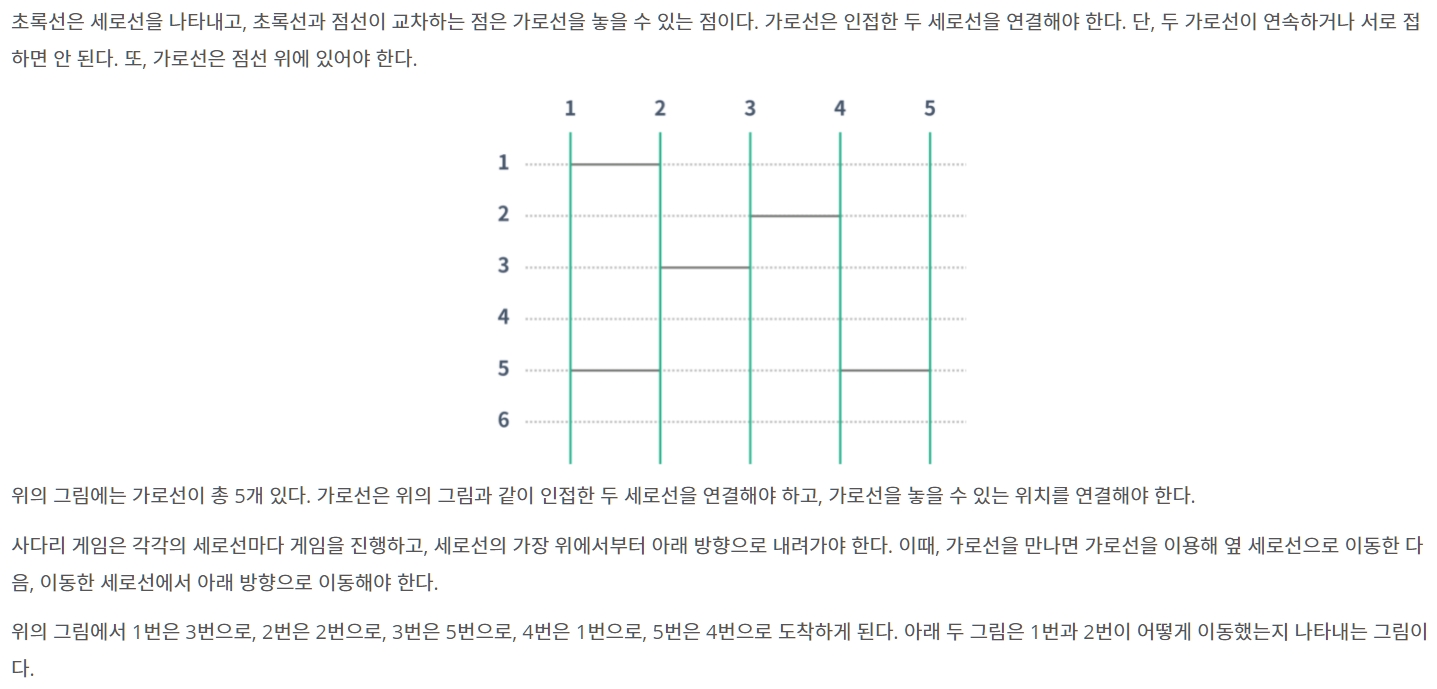 초록선은 세로선을 나타내고, 초록선과 점선이 교차하는 점은 가로선을 놓을 수 있는 점이다. 가로선은 인접한 두 세로선을 연결해야 한다. 단, 두 가로선이 연속하거나 서로 접
하면 안 된다. 또, 가로선은 점선 위에 있어야 한다.
1 2 3 4 5
1
2
3
4
5
6
위의 그림에는 가로선이 총 5개 있다. 가로선은 위의 그림과 같이 인접한 두 세로선을 연결해야 하고, 가로선을 놓을 수 있는 위치를 연결해야 한다.
사다리 게임은 각각의 세로선마다 게임을 진행하고, 세로선의 가장 위에서부터 아래 방향으로 내려가야 한다. 이때, 가로선을 만나면 가로선을 이용해 옆 세로선으로 이동한 다
음, 이동한 세로선에서 아래 방향으로 이동해야 한다.
위의 그림에서 1번은 3번으로, 2번은 2번으로, 3번은 5번으로, 4번은 1번으로, 5번은 4번으로 도착하게 된다. 아래 두 그림은 1번과 2번이 어떻게 이동했는지 나타내는 그림이
다.